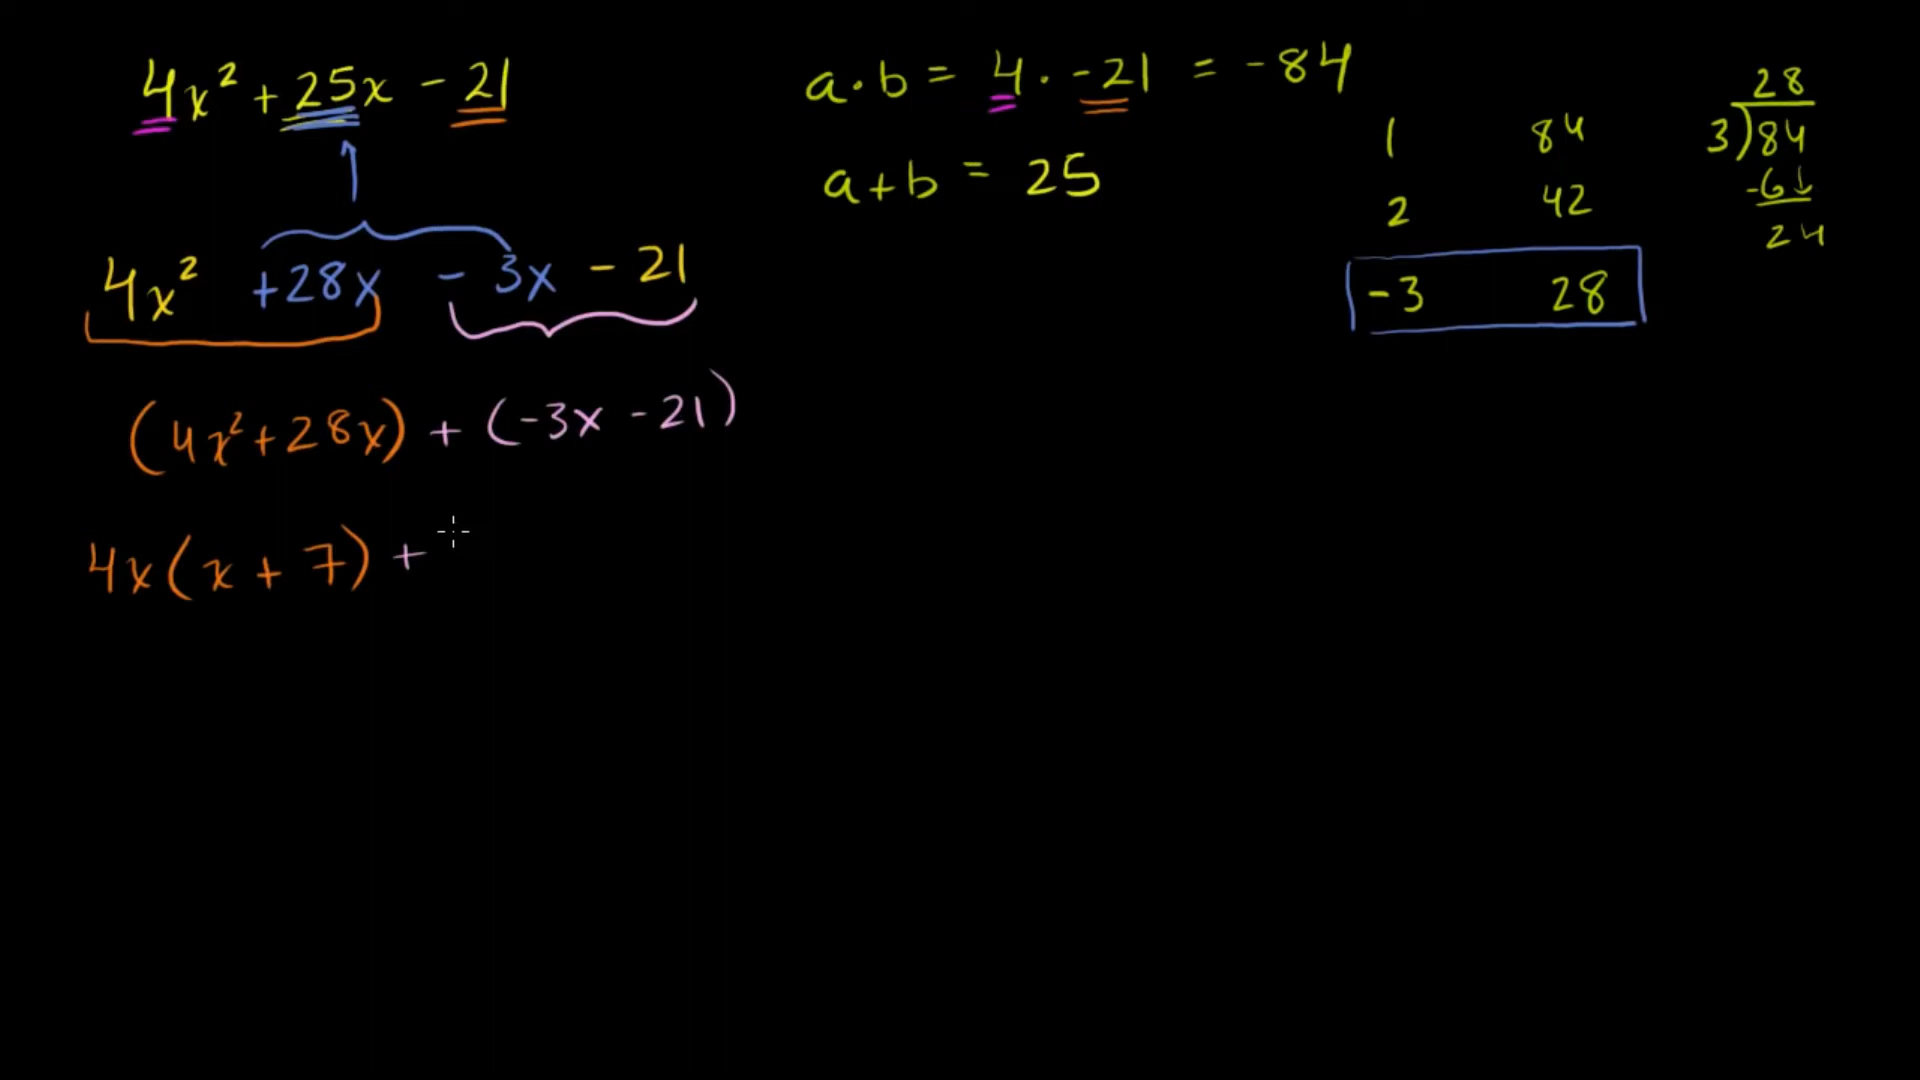 4x² + 25x - 21
a·b = 4 · -21 = -84
a+b = 25
1 84
2 42
-3 28
28
3)84
-6↓
24
4x² +28x - 3x - 21
(4x²+28x) + (-3x - 21)
4x(x + 7) +